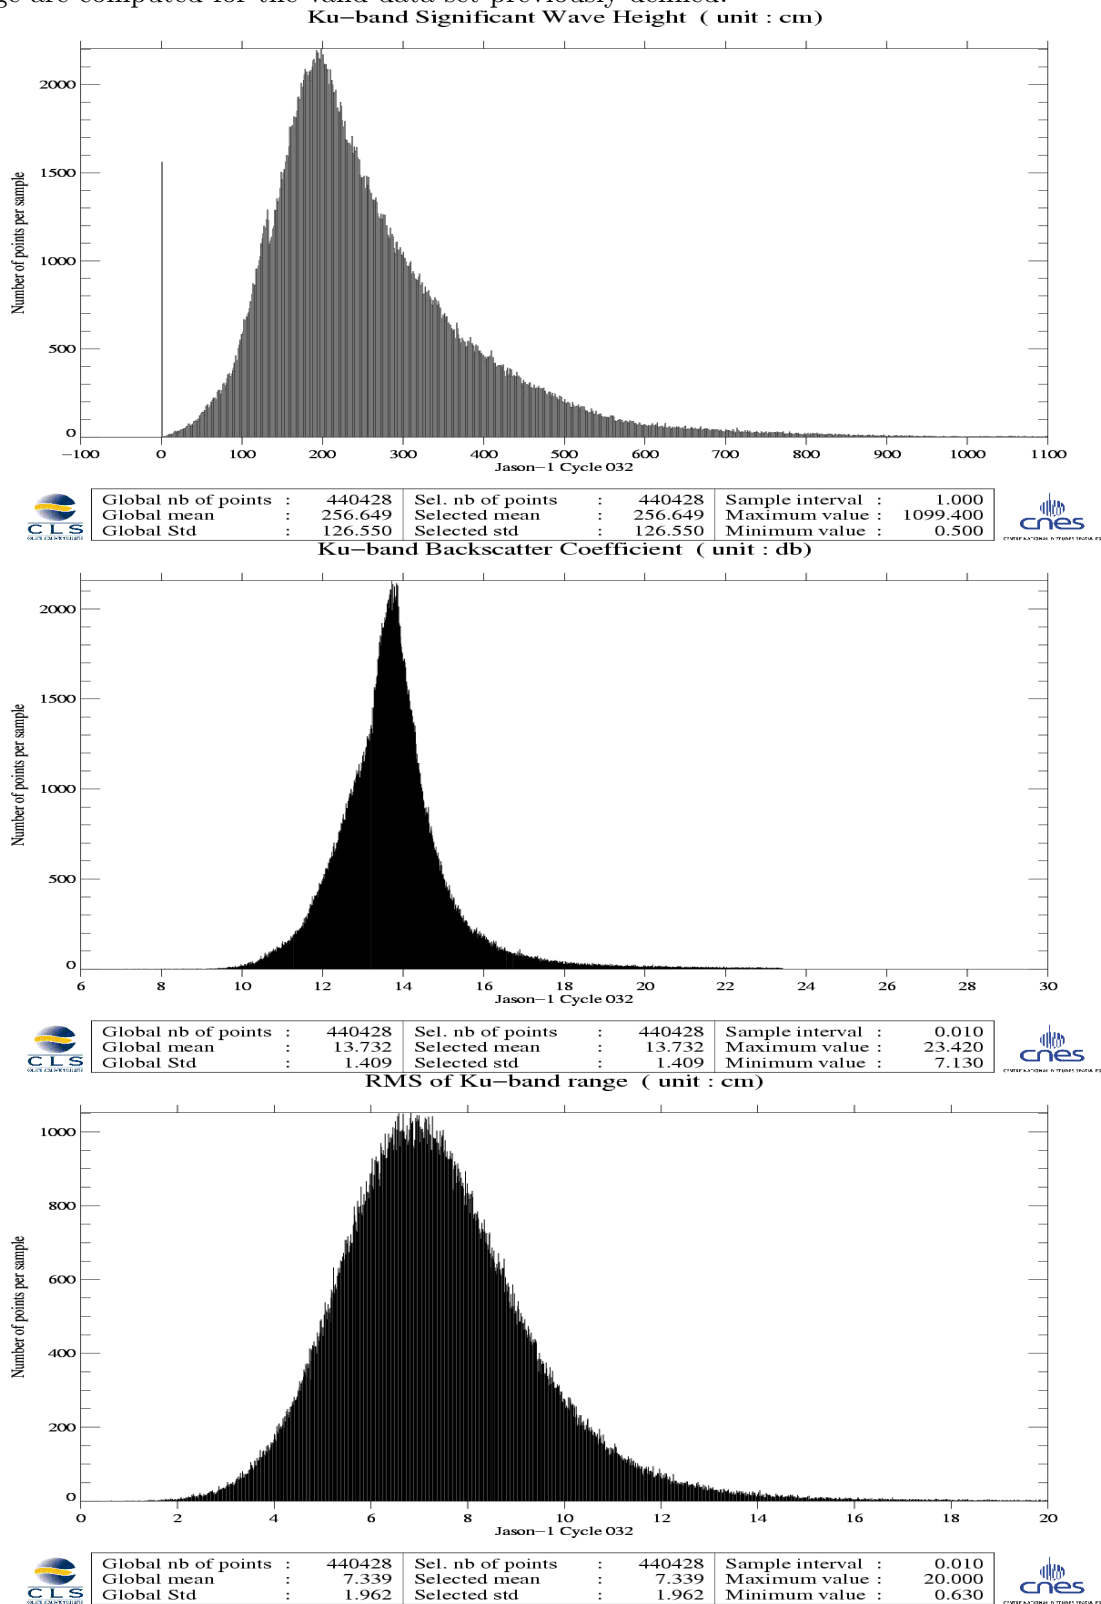 ge are computed for the valid data set previously defined.
Ku-band Significant Wave Height ( unit : cm)
Number of points per sample
2000
1500
1000
500
0
-100 0 100 200 300 400 500 600 700 800 900 1000 1100
Jason-1 Cycle 032
CLS
Global nb of points : 440428 Sel. nb of points : 440428 Sample interval : 1.000
Global mean : 256.649 Selected mean : 256.649 Maximum value : 1099.400
Global Std : 126.550 Selected std : 126.550 Minimum value : 0.500
cnes
Ku-band Backscatter Coefficient ( unit : db)
Number of points per sample
2000
1500
1000
500
0
6 8 10 12 14 16 18 20 22 24 26 28 30
Jason-1 Cycle 032
CLS
Global nb of points : 440428 Sel. nb of points : 440428 Sample interval : 0.010
Global mean : 13.732 Selected mean : 13.732 Maximum value : 23.420
Global Std : 1.409 Selected std : 1.409 Minimum value : 7.130
cnes
RMS of Ku-band range ( unit : cm)
Number of points per sample
1000
800
600
400
200
0
0 2 4 6 8 10 12 14 16 18 20
Jason-1 Cycle 032
CLS
Global nb of points : 440428 Sel. nb of points : 440428 Sample interval : 0.010
Global mean : 7.339 Selected mean : 7.339 Maximum value : 20.000
Global Std : 1.962 Selected std : 1.962 Minimum value : 0.630
cnes